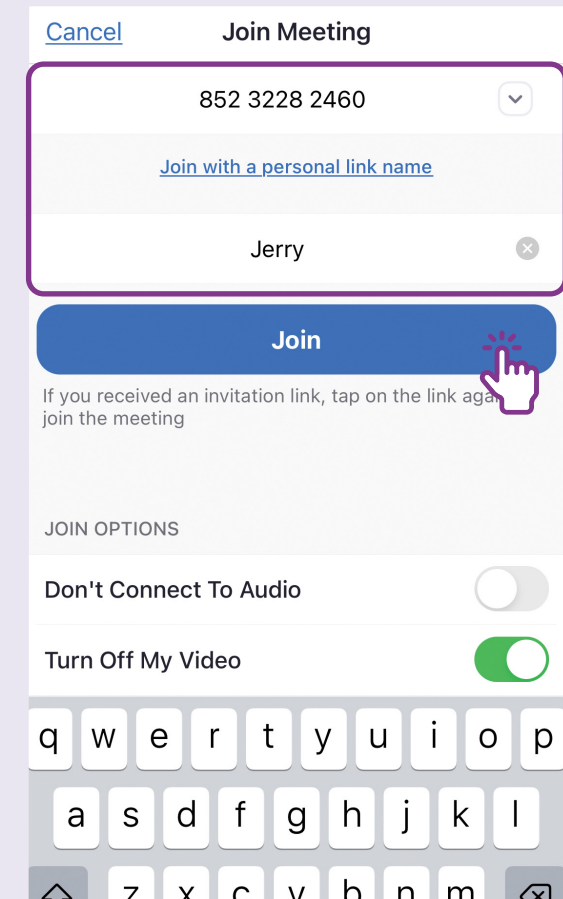 Cancel Join Meeting
852 3228 2460
Join with a personal link name
Jerry
Join
If you received an invitation link, tap on the link
join the meeting
JOIN OPTIONS
Don't Connect To Audio
Turn Off My Video
q w e r t y u i o p
a s d f g h j k l
z x c v b n m